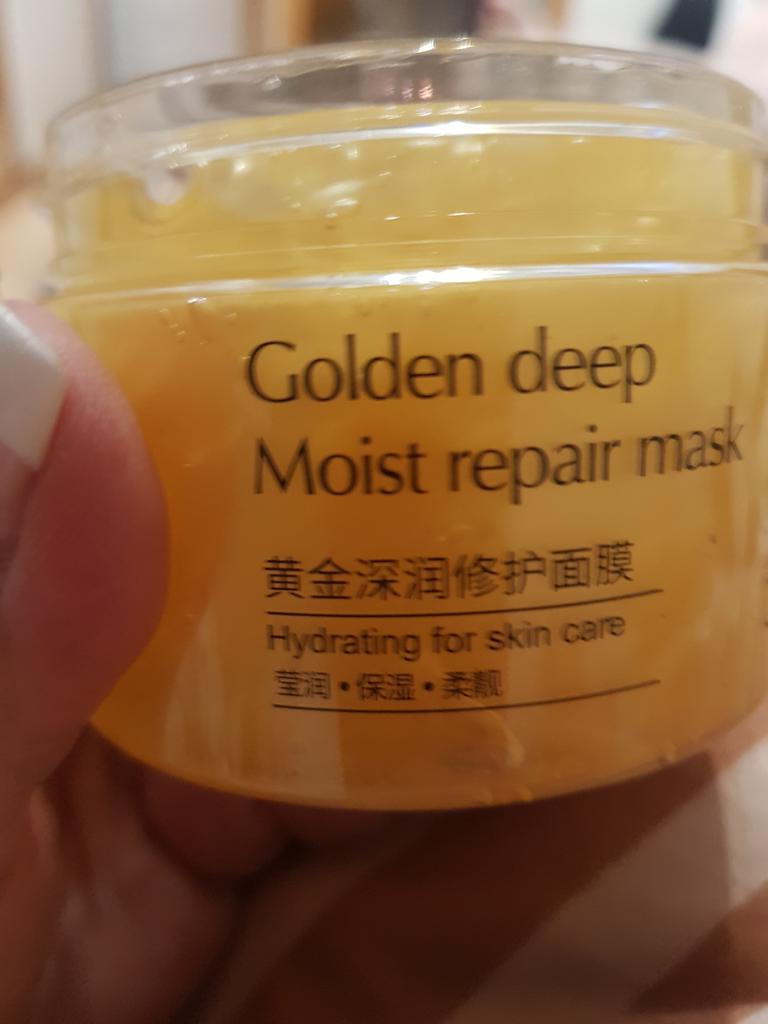 Golden deep
Moist repair mask
黄金深润修护面膜
Hydrating for skin care
莹润•保湿•柔靓